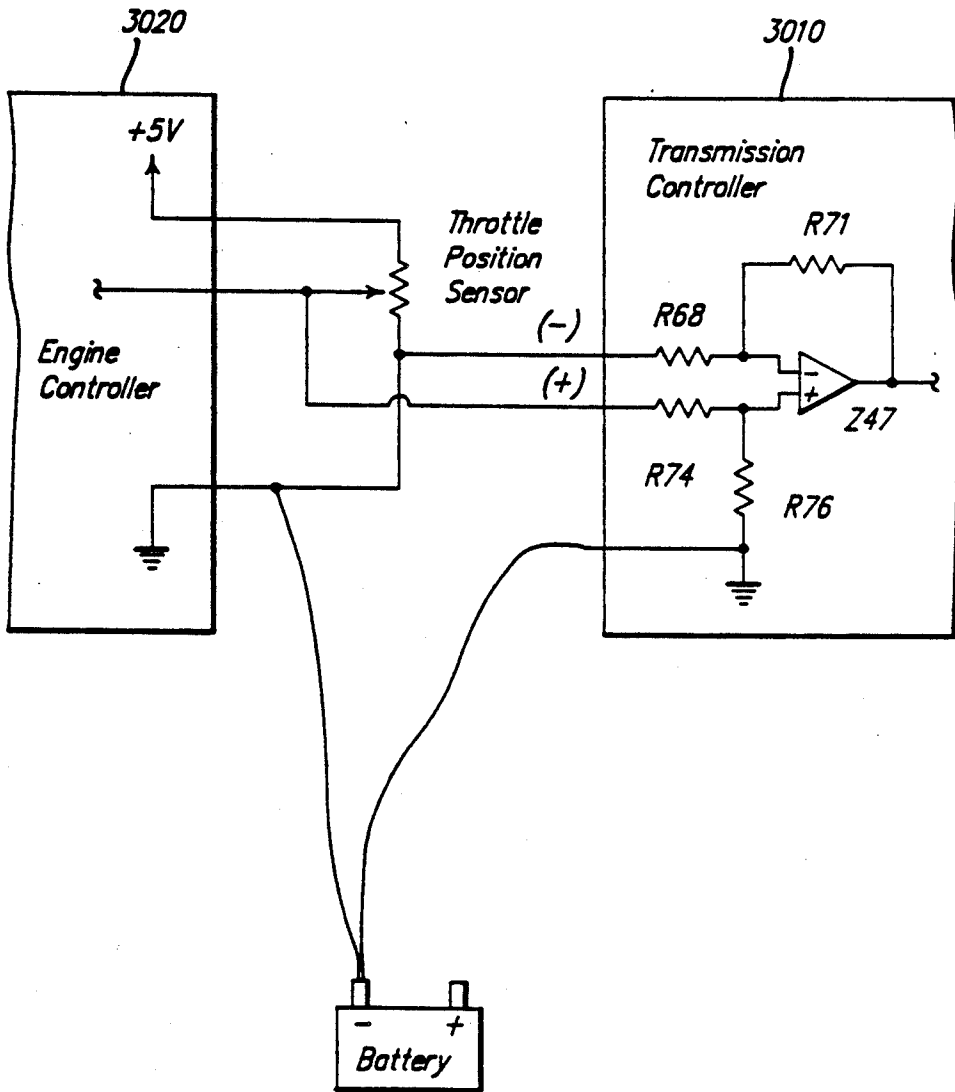 3020
3010
+5V
Transmission
Controller
R71
Throttle
Position
Sensor
(-)
R68
Engine
Controller
(+)
-
+
Z47
R74
R76
- +
Battery